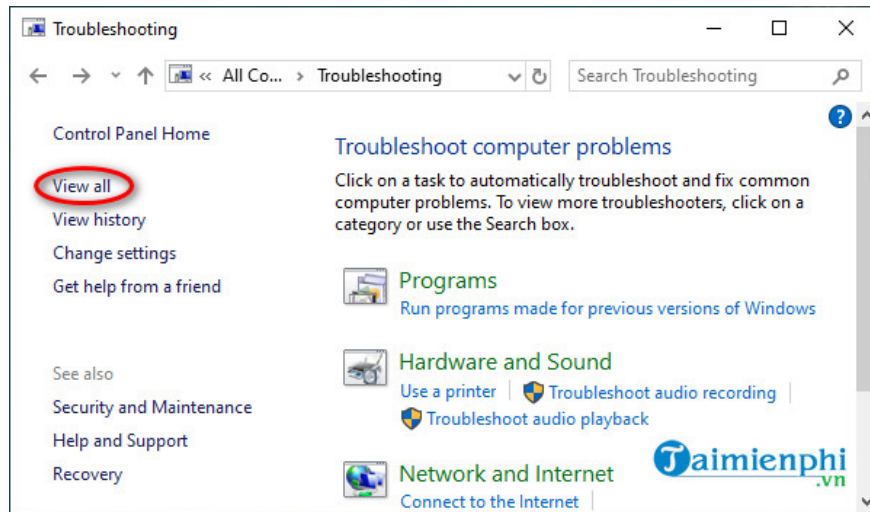 Troubleshooting
« All Co... › Troubleshooting
Search Troubleshooting
Control Panel Home
View all
View history
Change settings
Get help from a friend
See also
Security and Maintenance
Help and Support
Recovery
?
Troubleshoot computer problems
Click on a task to automatically troubleshoot and fix common
computer problems. To view more troubleshooters, click on a
category or use the Search box.
Programs
Run programs made for previous versions of Windows
Hardware and Sound
Use a printer | Troubleshoot audio recording |
Troubleshoot audio playback
Network and Internet
Connect to the Internet |
Taimienphi
.vn